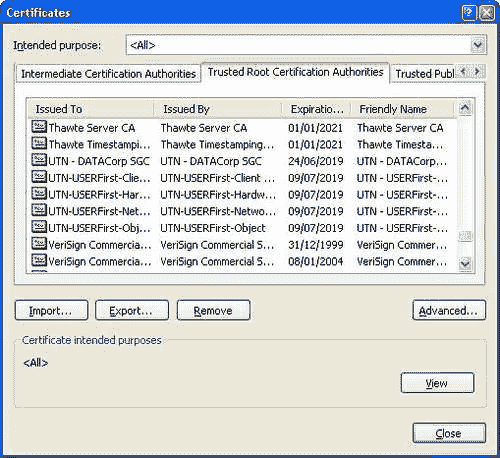 Certificates
Intended purpose: <All>
Intermediate Certification Authorities Trusted Root Certification Authorities Trusted Publ
Issued To Issued By Expiratio... Friendly Name
Thawte Server CA Thawte Server CA 01/01/2021 Thawte Server CA
Thawte Timestampi... Thawte Timestamping... 01/01/2021 Thawte Timesta...
UTN - DATACorp SGC UTN - DATACorp SGC 24/06/2019 UTN - DATACorp...
UTN-USERFirst-Clie... UTN-USERFirst-Client ... 09/07/2019 UTN - USERFirst-...
UTN-USERFirst-Har... UTN-USERFirst-Hardw... 09/07/2019 UTN - USERFirst-...
UTN-USERFirst-Net... UTN-USERFirst-Netwo... 09/07/2019 UTN - USERFirst-...
UTN-USERFirst-Obj... UTN-USERFirst-Object 09/07/2019 UTN - USERFirst-...
VeriSign Commercia... VeriSign Commercial S... 31/12/1999 VeriSign Commer...
VeriSign Commercia... VeriSign Commercial S... 08/01/2004 VeriSign Commer...
Import... Export... Remove Advanced...
Certificate intended purposes
<All>
View
Close